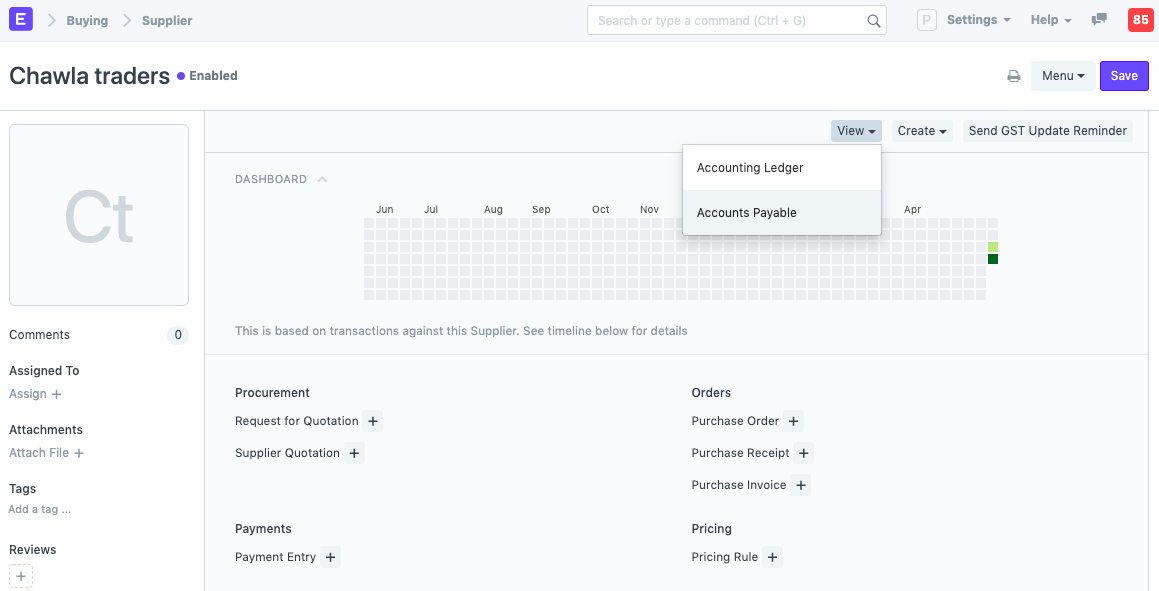 E Buying Supplier Search or type a command (Ctrl + G) P Settings Help 85
Chawla traders Enabled Menu Save
View Create Send GST Update Reminder
Accounting Ledger
Accounts Payable
Ct
DASHBOARD
Jun Jul Aug Sep Oct Nov Apr
This is based on transactions against this Supplier. See timeline below for details
Comments 0
Assigned To
Assign +
Attachments
Attach File +
Tags
Add a tag ...
Reviews
+
Procurement
Request for Quotation +
Supplier Quotation +
Orders
Purchase Order +
Purchase Receipt +
Purchase Invoice +
Payments
Payment Entry +
Pricing
Pricing Rule +